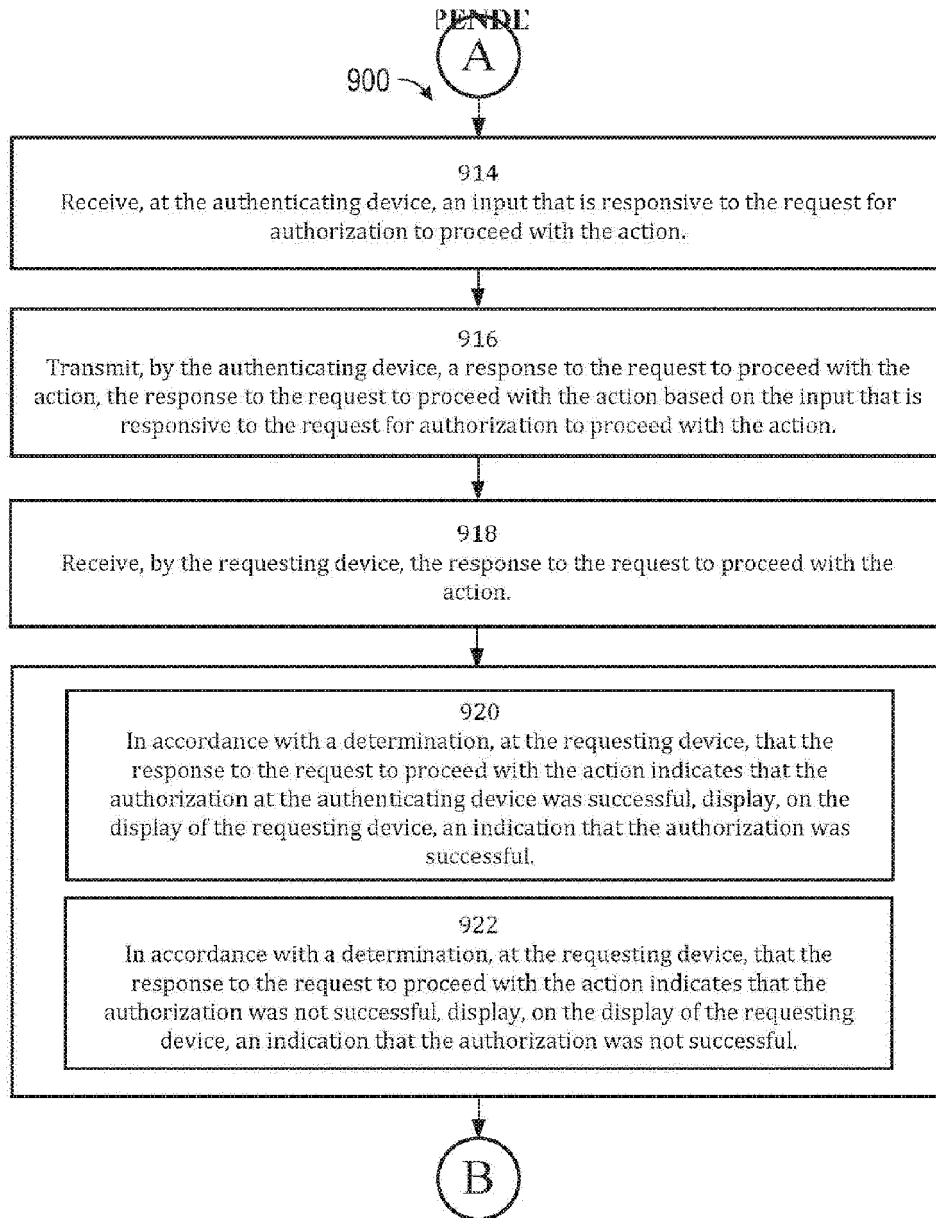 PENDE
A
900
914
Receive, at the authenticating device, an input that is responsive to the request for
authorization to proceed with the action.
916
Transmit, by the authenticating device, a response to the request to proceed with the
action, the response to the request to proceed with the action based on the input that is
responsive to the request for authorization to proceed with the action.
918
Receive, by the requesting device, the response to the request to proceed with the
action.
920
In accordance with a determination, at the requesting device, that the
response to the request to proceed with the action indicates that the
authorization at the authenticating device was successful, display, on the
display of the requesting device, an indication that the authorization was
successful.
922
In accordance with a determination, at the requesting device, that the
response to the request to proceed with the action indicates that the
authorization was not successful, display, on the display of the requesting
device, an indication that the authorization was not successful.
B